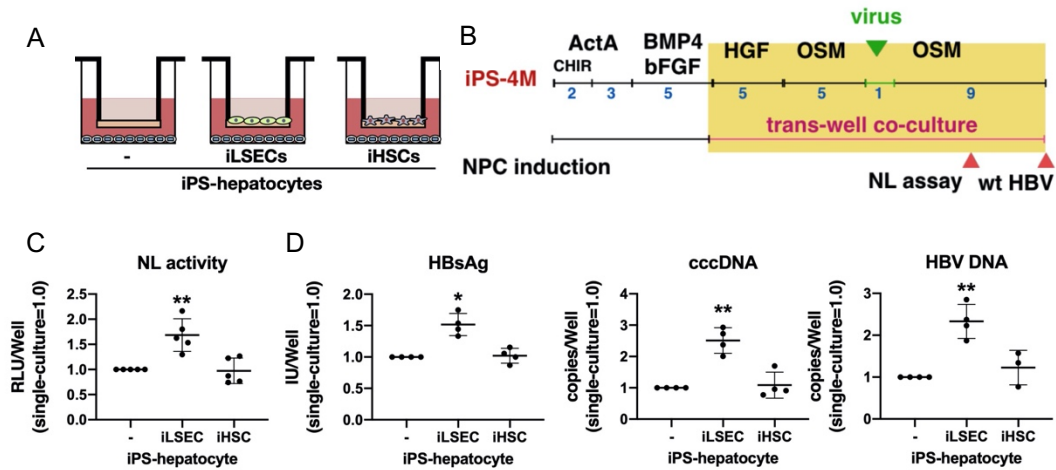 A
-
iLSECs
iHSCs
iPS-hepatocytes
B
virus
ActA
CHIR
BMP4
bFGF
HGF
OSM
OSM
iPS-4M
2
3
5
5
5
1
9
trans-well co-culture
NPC induction
NL assay
wt HBV
C
NL activity
RLU/Well
(single-culture=1.0)
2.5
2.0
1.5
1.0
0.5
0.0
**
-
iLSEC
iHSC
iPS-hepatocyte
D
HBsAg
IU/Well
(single-culture=1.0)
2.0
1.5
1.0
0.5
0.0
*
-
iLSEC
iHSC
iPS-hepatocyte
cccDNA
copies/Well
(single-culture=1.0)
4
3
2
1
0
**
-
iLSEC
iHSC
iPS-hepatocyte
HBV DNA
copies/Well
(single-culture=1.0)
3
2
1
0
**
-
iLSEC
iHSC
iPS-hepatocyte